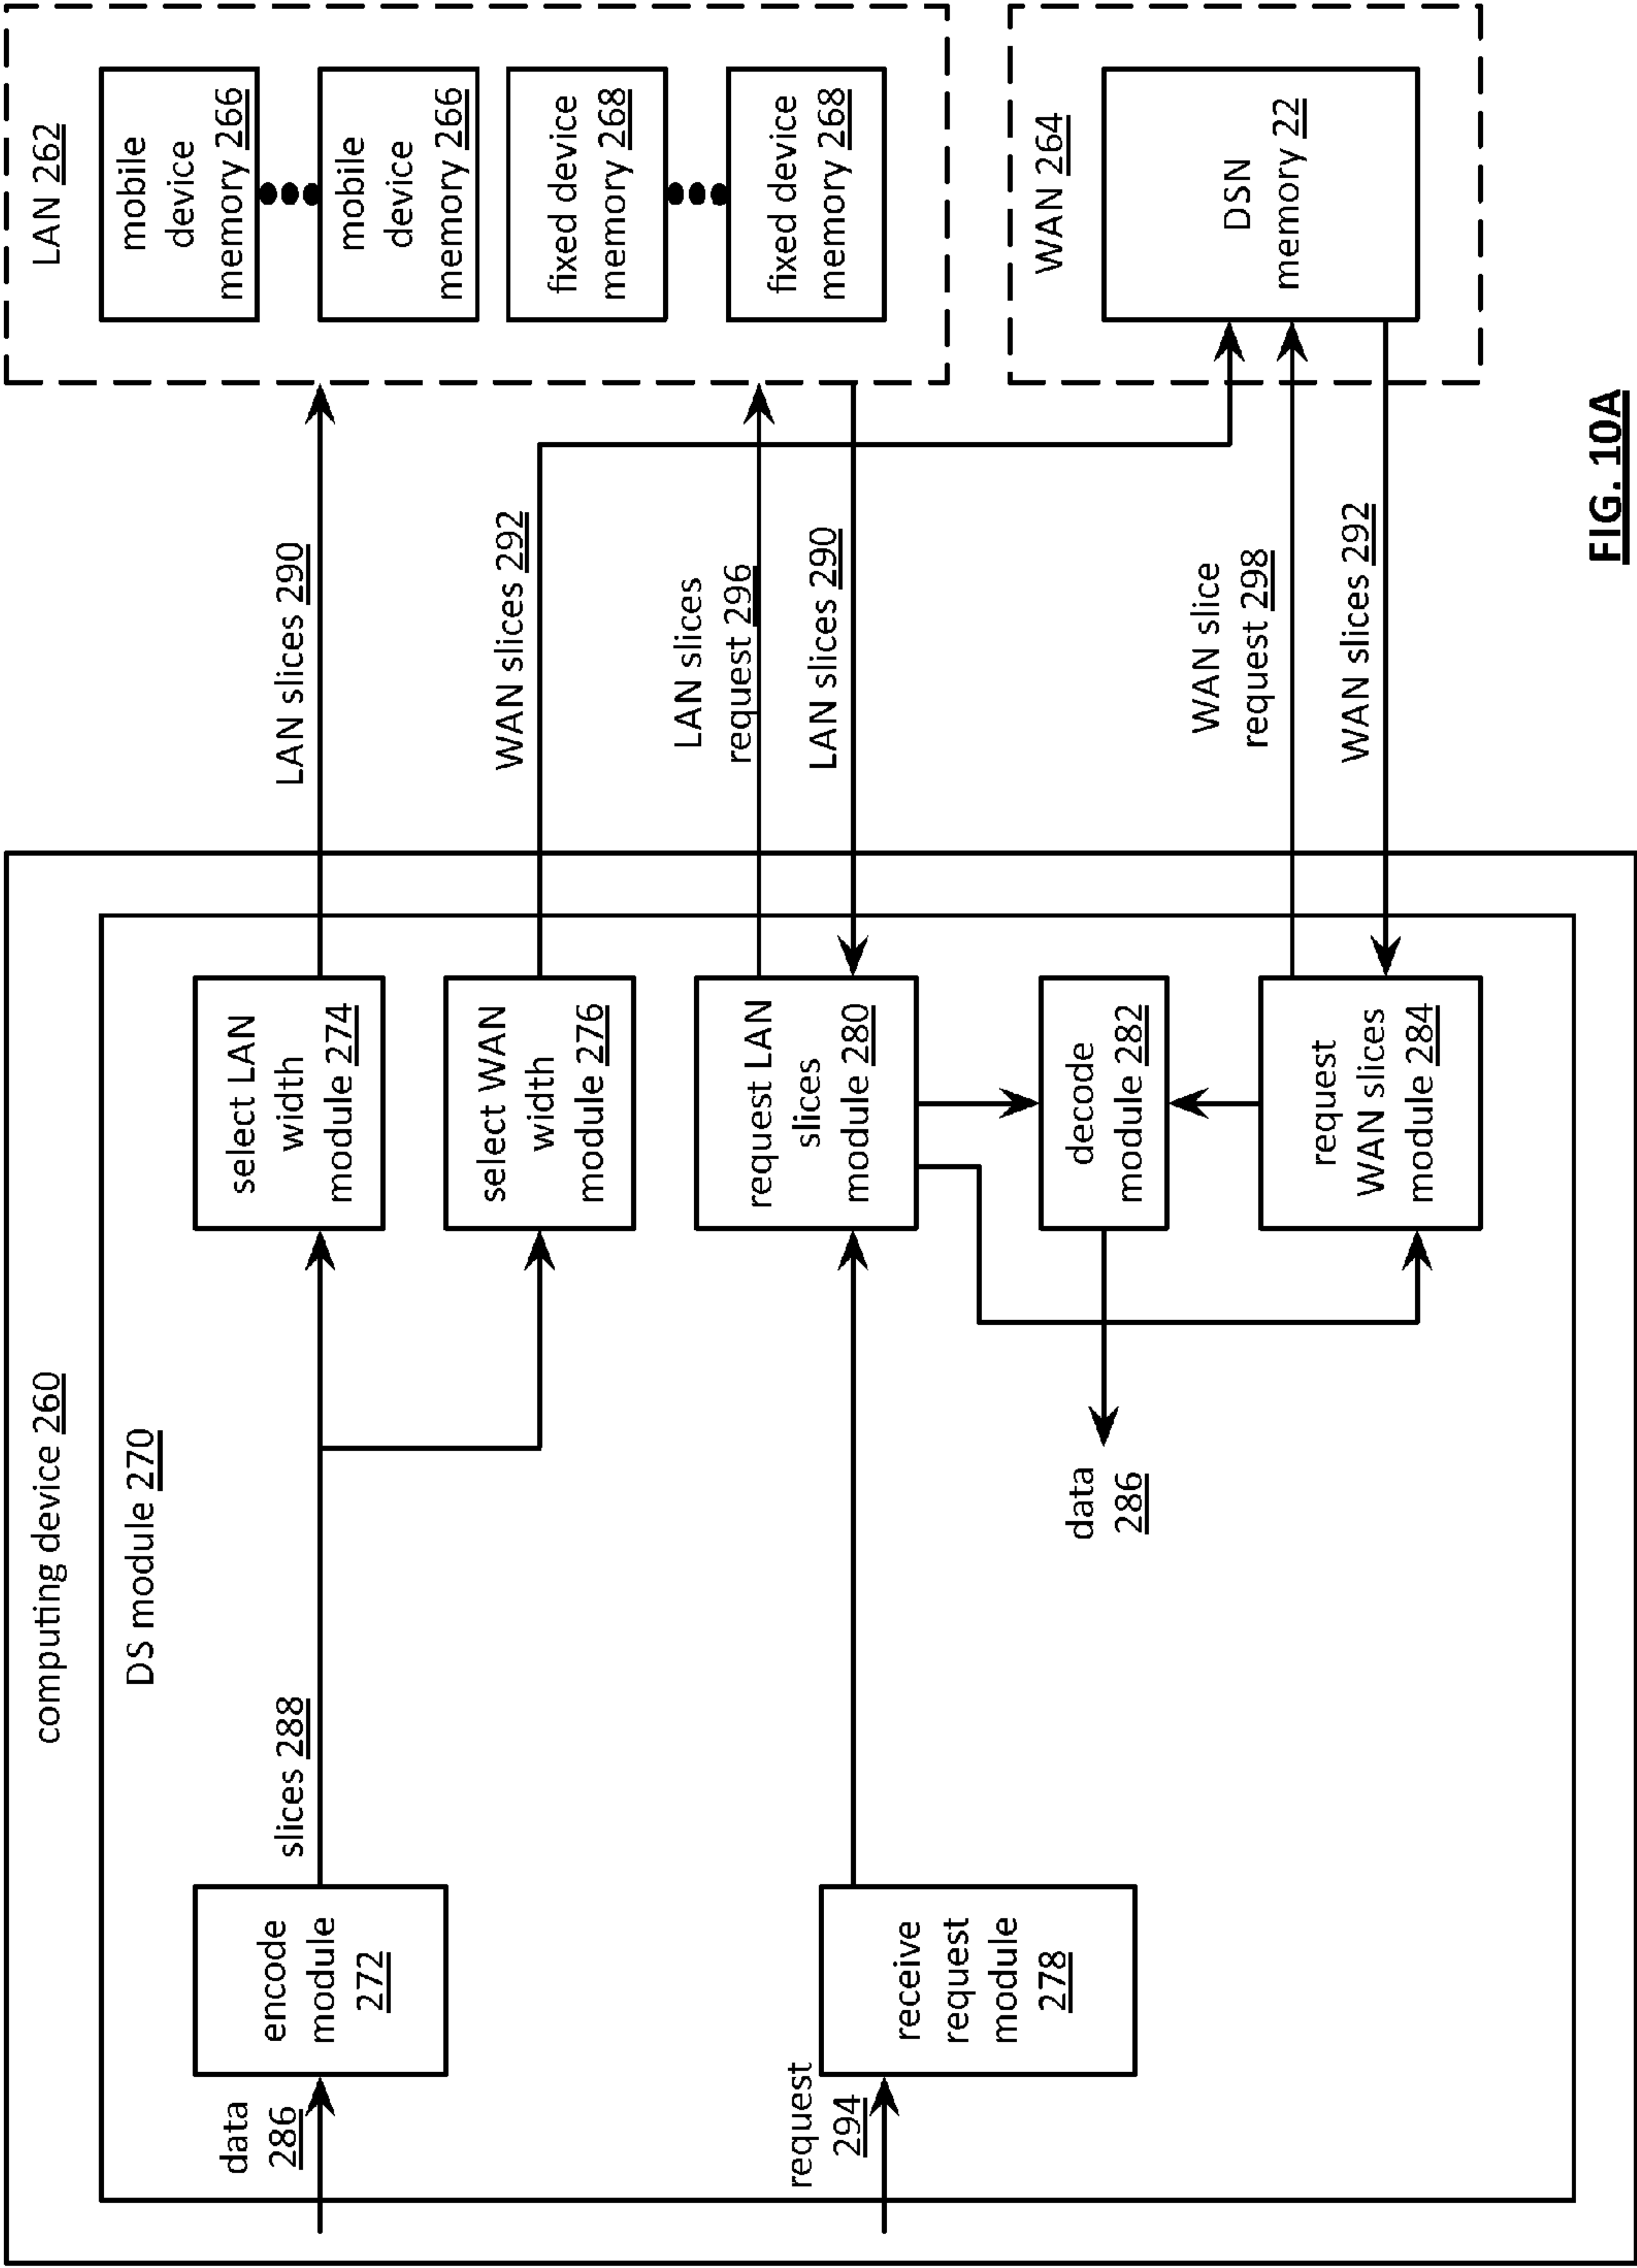 computing device 260
DS module 270
data
286
encode
module
272
slices 288
select LAN
width
module 274
select WAN
width
module 276
request
294
receive
request
module
278
request LAN
slices
module 280
decode
module 282
data
286
request
WAN slices
module 284
LAN slices 290
WAN slices 292
LAN slices
request 296
LAN slices 290
WAN slice
request 298
WAN slices 292
LAN 262
mobile
device
memory 266
mobile
device
memory 266
fixed device
memory 268
fixed device
memory 268
WAN 264
DSN
memory 22
FIG. 10A